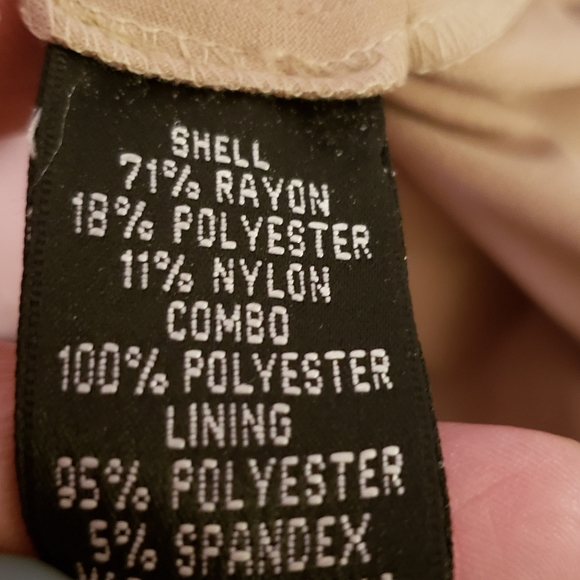 SHELL
71% RAYON
18% POLYESTER
11% NYLON
COMBO
100% POLYESTER
LINING
95% POLYESTER
5% SPANDEX